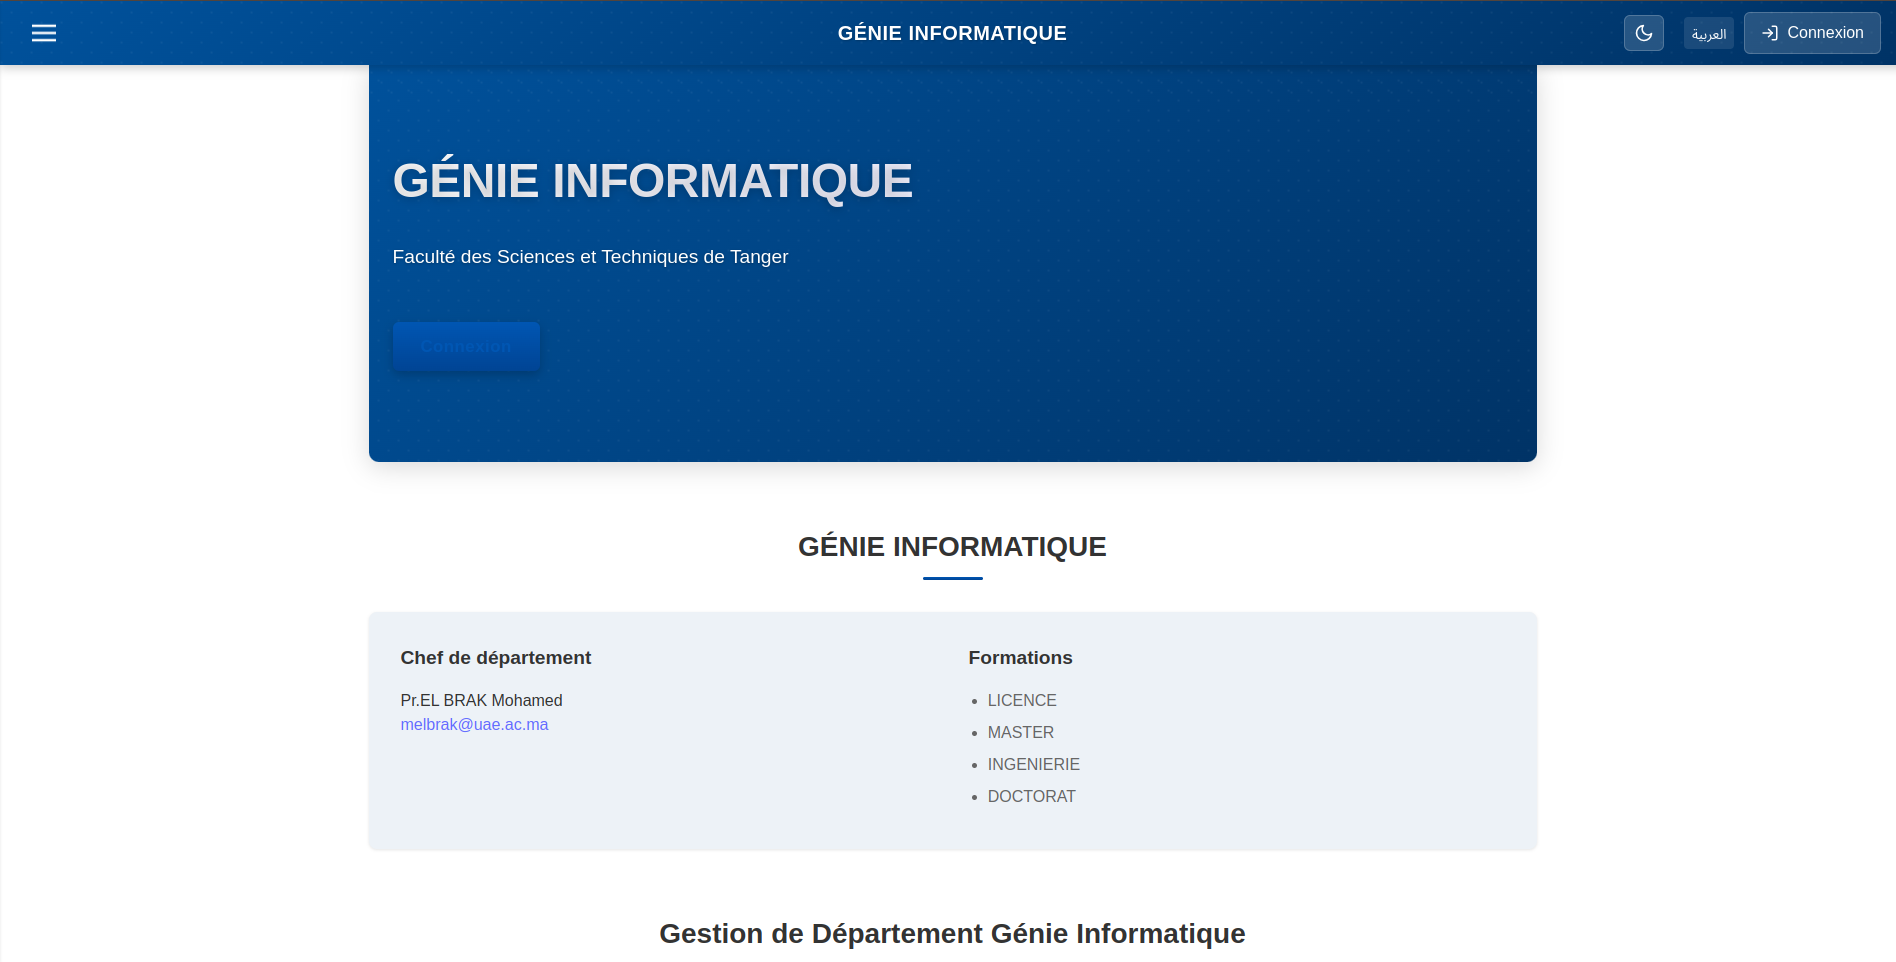 GÉNIE INFORMATIQUE
العربية
Connexion
GÉNIE INFORMATIQUE
Faculté des Sciences et Techniques de Tanger
Connexion
GÉNIE INFORMATIQUE
Chef de département
Pr.EL BRAK Mohamed
melbrak@uae.ac.ma
Formations
LICENCE
MASTER
INGENIERIE
DOCTORAT
Gestion de Département Génie Informatique